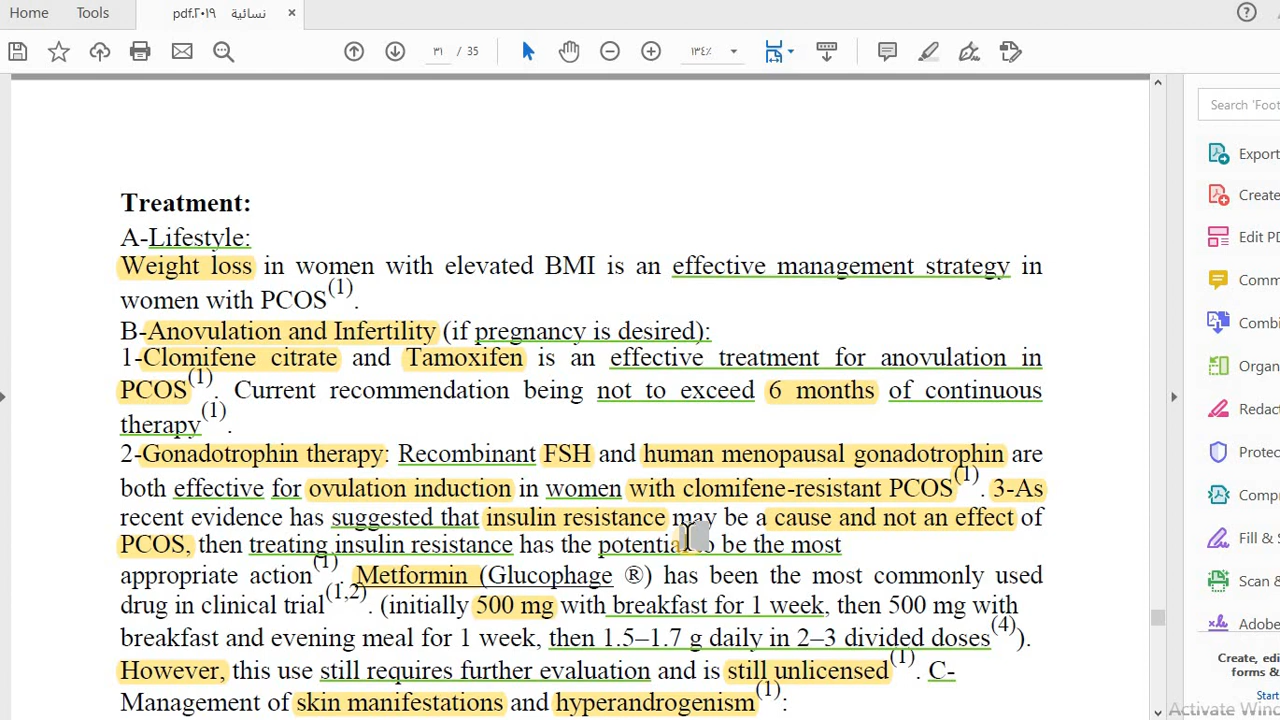 Home Tools نسائية ٢٠١٩.pdf ×
٣١ / 35 ١٣٤٪
Search 'Foot
Treatment:
Export
A-Lifestyle:
Create
Weight loss in women with elevated BMI is an effective management strategy in
Edit PD
women with PCOS(1).
Comm
B-Anovulation and Infertility (if pregnancy is desired):
Combi
1-Clomifene citrate and Tamoxifen is an effective treatment for anovulation in
Organ
PCOS(1). Current recommendation being not to exceed 6 months of continuous
Redact
therapy(1).
Protec
2-Gonadotrophin therapy: Recombinant FSH and human menopausal gonadotrophin are
both effective for ovulation induction in women with clomifene-resistant PCOS(1). 3-As
Compr
recent evidence has suggested that insulin resistance may be a cause and not an effect of
Fill & S
PCOS, then treating insulin resistance has the potential to be the most
appropriate action(1). Metformin (Glucophage ®) has been the most commonly used
Scan &
drug in clinical trial(1,2). (initially 500 mg with breakfast for 1 week, then 500 mg with
Adobe
breakfast and evening meal for 1 week, then 1.5–1.7 g daily in 2–3 divided doses(4)).
However, this use still requires further evaluation and is still unlicensed(1). C-
Create, edi
forms &
Management of skin manifestations and hyperandrogenism(1):
Start
Activate Wind